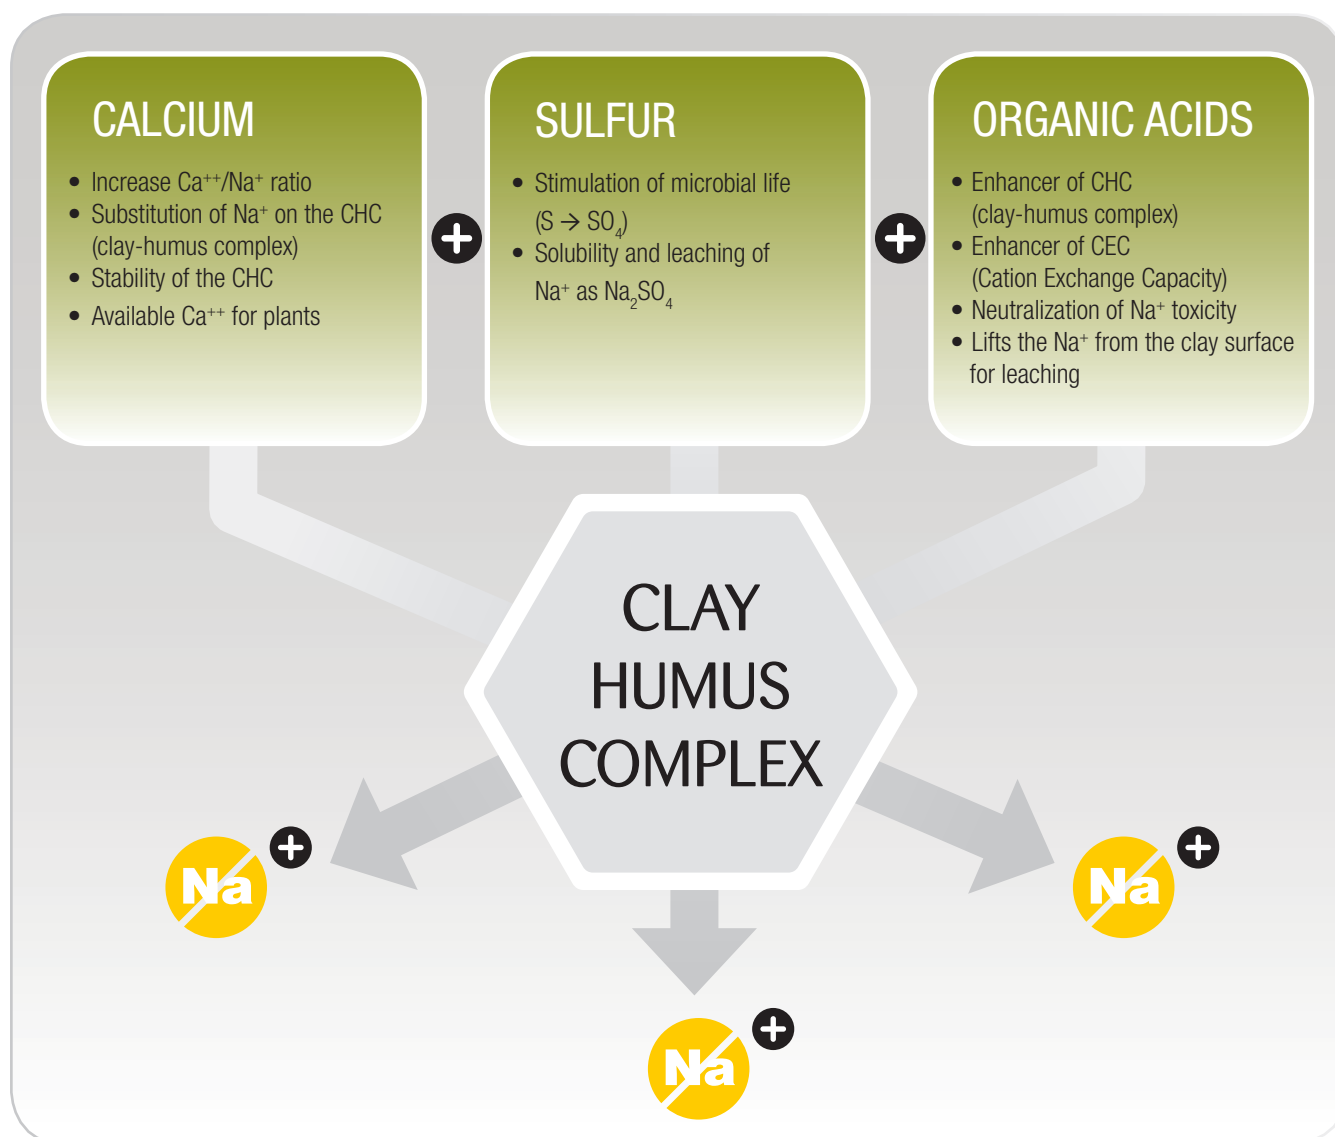 CALCIUM
• Increase Ca⁺⁺/Na⁺ ratio
• Substitution of Na⁺ on the CHC
(clay-humus complex)
• Stability of the CHC
• Available Ca⁺⁺ for plants
+
SULFUR
• Stimulation of microbial life
(S → SO₄)
• Solubility and leaching of
Na⁺ as Na₂SO₄
+
ORGANIC ACIDS
• Enhancer of CHC
(clay-humus complex)
• Enhancer of CEC
(Cation Exchange Capacity)
• Neutralization of Na⁺ toxicity
• Lifts the Na⁺ from the clay surface
for leaching
CLAY
HUMUS
COMPLEX
Na +
Na +
Na +